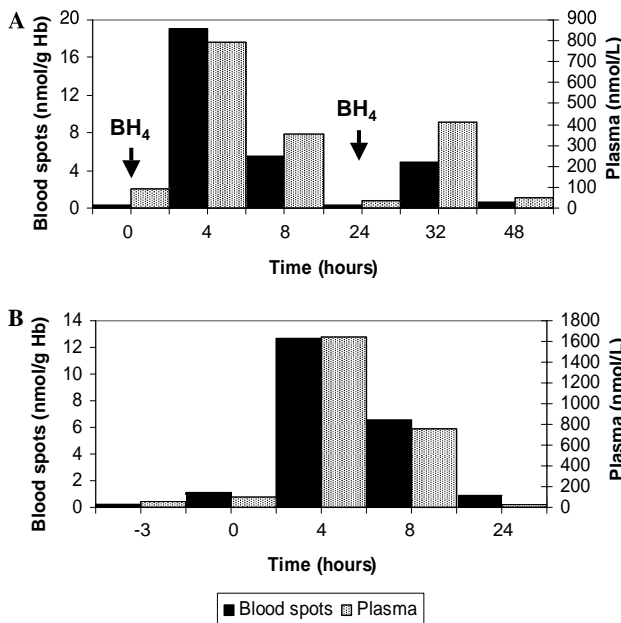 A
Blood spots (nmol/g Hb)
20
16
12
8
4
0
BH4
BH4
900
800
700
600
500
400
300
200
100
0
Plasma (nmol/L)
0 4 8 24 32 48
Time (hours)
B
Blood spots (nmol/g Hb)
14
12
10
8
6
4
2
0
1800
1600
1400
1200
1000
800
600
400
200
0
Plasma (nmol/L)
-3 0 4 8 24
Time (hours)
Blood spots Plasma